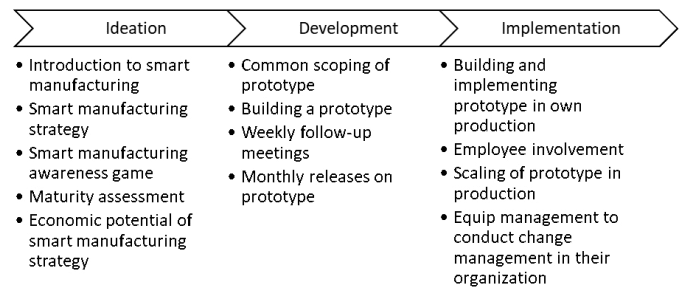 Ideation
Development
Implementation
• Introduction to smart
manufacturing
• Smart manufacturing
strategy
• Smart manufacturing
awareness game
• Maturity assessment
• Economic potential of
smart manufacturing
strategy
• Common scoping of
prototype
• Building a prototype
• Weekly follow-up
meetings
• Monthly releases on
prototype
• Building and
implementing
prototype in own
production
• Employee involvement
• Scaling of prototype in
production
• Equip management to
conduct change
management in their
organization